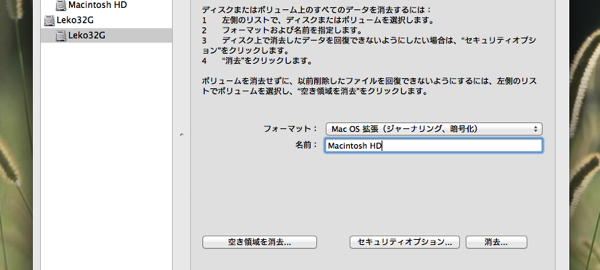 Macintosh HD
Leko32G
Leko32G
ディスクまたはボリューム上のすべてのデータを消去するには：
1 左側のリストで、ディスクまたはボリュームを選択します。
2 フォーマットおよび名前を指定します。
3 ディスク上で消去したデータを回復できないようにしたい場合は、“セキュリティオプシ
ョン”をクリックします。
4 “消去”をクリックします。
ボリュームを消去せずに、以前削除したファイルを回復できないようにするには、左側のリス
トでボリュームを選択し、“空き領域を消去”をクリックします。
フォーマット： Mac OS 拡張（ジャーナリング、暗号化）
名前： Macintosh HD
空き領域を消去... セキュリティオプション... 消去...